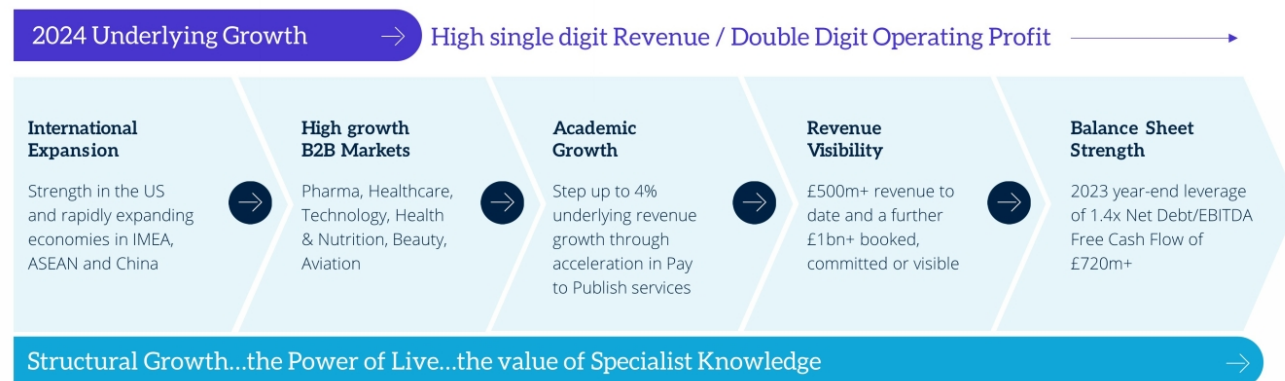 2024 Underlying Growth
High single digit Revenue / Double Digit Operating Profit
International
Expansion
Strength in the US
and rapidly expanding
economies in IMEA,
ASEAN and China
High growth
B2B Markets
Pharma, Healthcare,
Technology, Health
& Nutrition, Beauty,
Aviation
Academic
Growth
Step up to 4%
underlying revenue
growth through
acceleration in Pay
to Publish services
Revenue
Visibility
£500m+ revenue to
date and a further
£1bn+ booked,
committed or visible
Balance Sheet
Strength
2023 year-end leverage
of 1.4x Net Debt/EBITDA
Free Cash Flow of
£720m+
Structural Growth...the Power of Live...the value of Specialist Knowledge